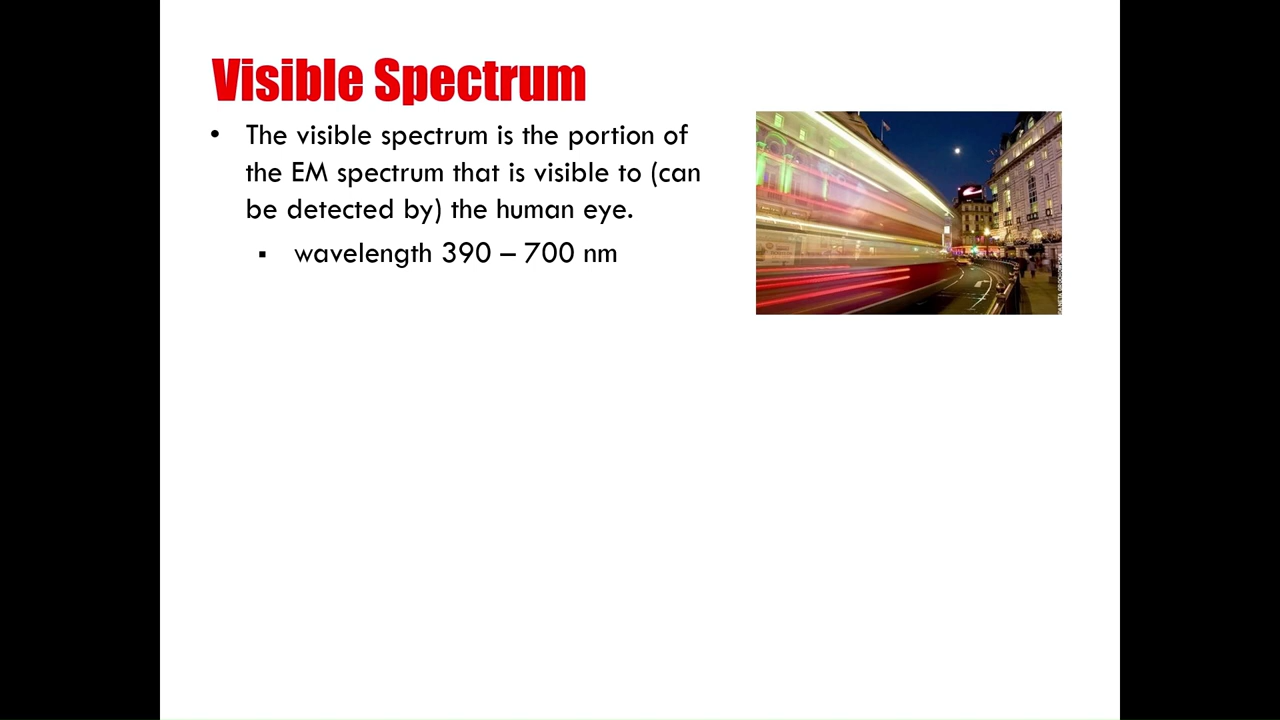 Visible Spectrum
• The visible spectrum is the portion of
the EM spectrum that is visible to (can
be detected by) the human eye.
▪ wavelength 390 – 700 nm